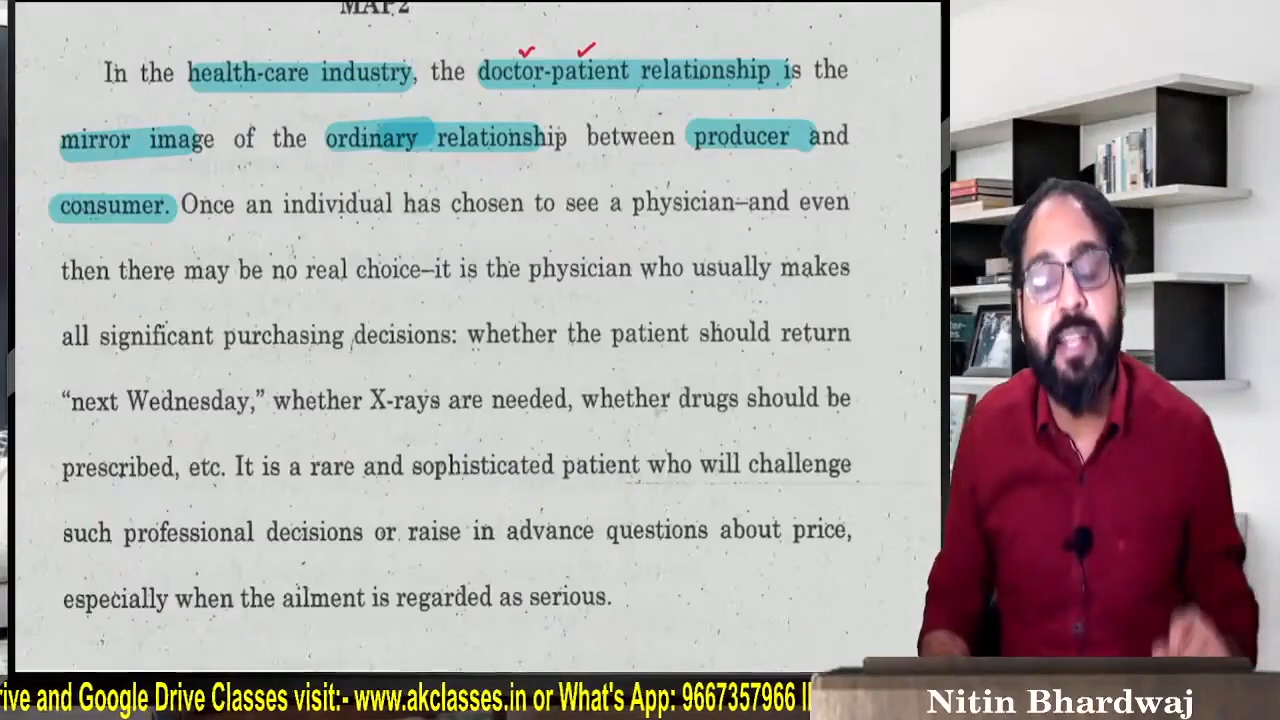 MAP2
In the health-care industry, the doctor-patient relationship is the
mirror image of the ordinary relationship between producer and
consumer. Once an individual has chosen to see a physician–and even
then there may be no real choice–it is the physician who usually makes
all significant purchasing decisions: whether the patient should return
“next Wednesday,” whether X-rays are needed, whether drugs should be
prescribed, etc. It is a rare and sophisticated patient who will challenge
such professional decisions or raise in advance questions about price,
especially when the ailment is regarded as serious.
rive and Google Drive Classes visit:- www.akclasses.in or What's App: 9667357966
Nitin Bhardwaj